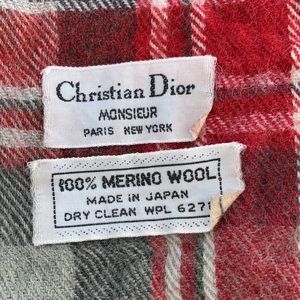 Christian Dior
MONSIEUR
PARIS NEW YORK
100% MERINO WOOL
MADE IN JAPAN
DRY CLEAN WPL 6271